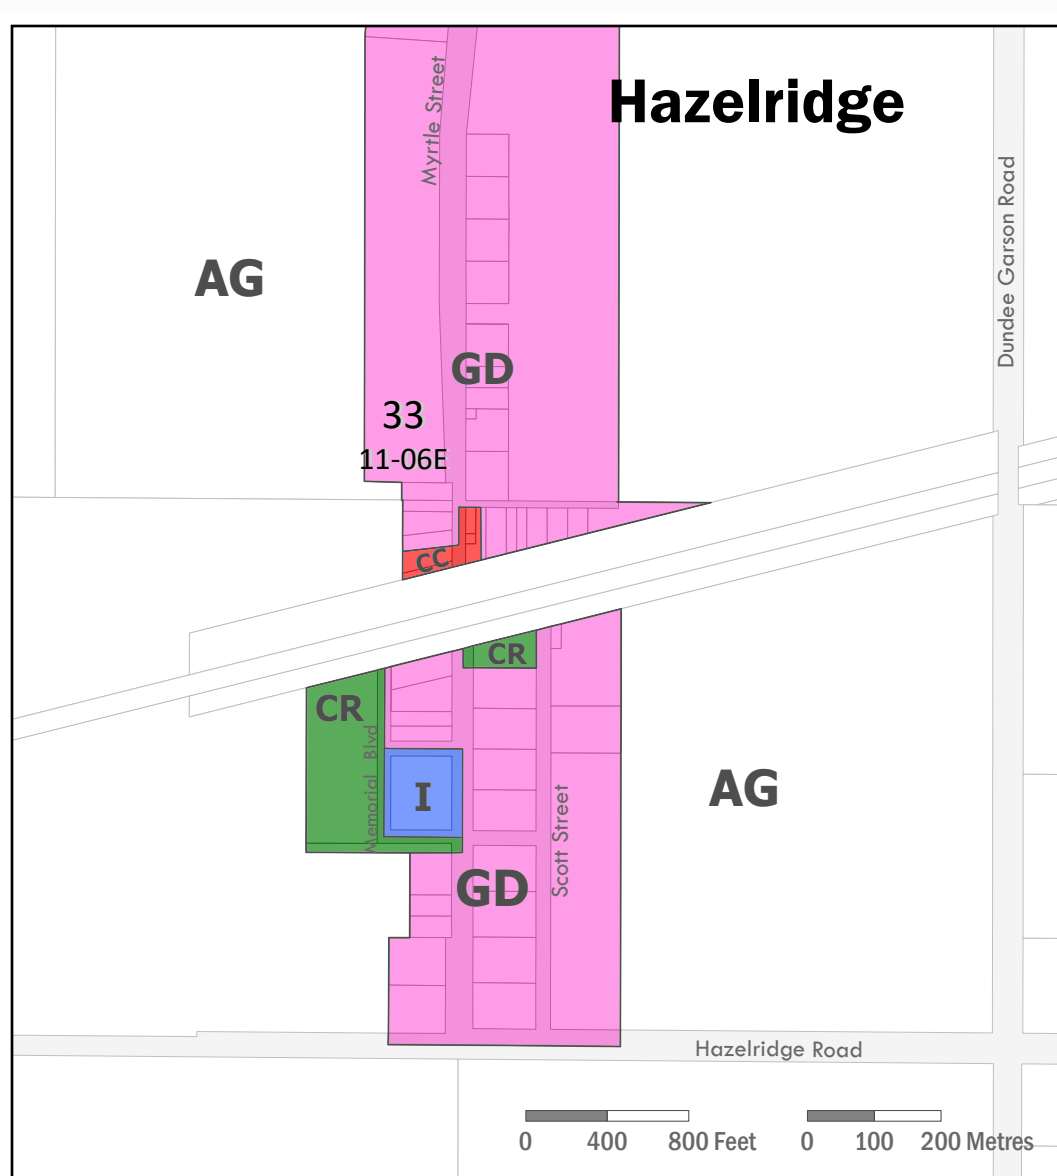 Hazelridge
Myrtle Street
Dundee Garson Road
AG
GD
33
11-06E
CC
CR
CR
Memorial Blvd
I
AG
Scott Street
GD
Hazelridge Road
0 400 800 Feet
0 100 200 Metres